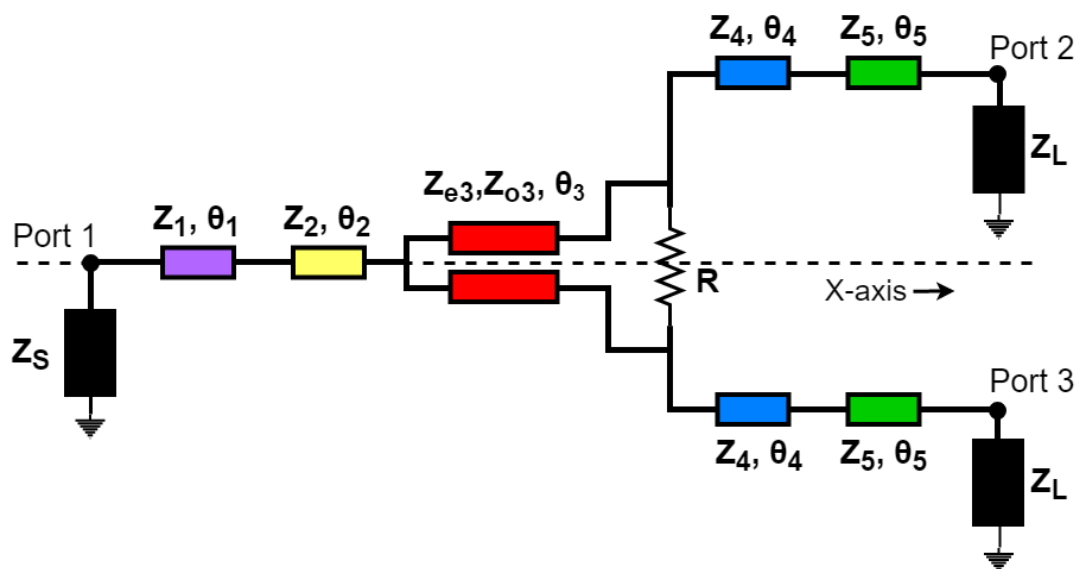 Z4, θ4
Z5, θ5
Port 2
ZL
Ze3,Zo3, θ3
Port 1
Z1, θ1
Z2, θ2
R
X-axis
ZS
Port 3
Z4, θ4
Z5, θ5
ZL